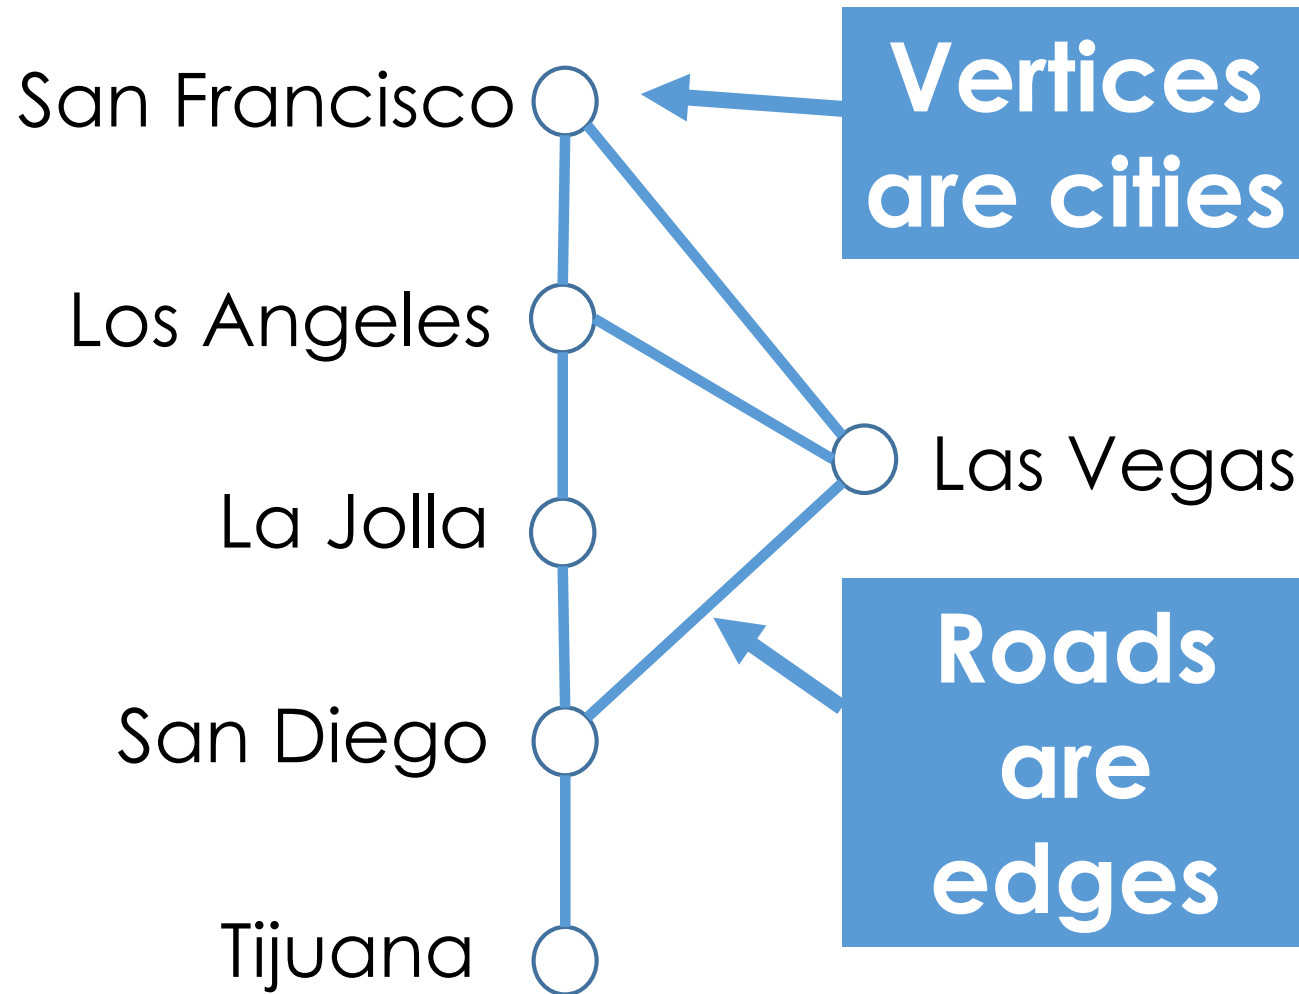 San Francisco
Vertices
are cities
Los Angeles
Las Vegas
La Jolla
Roads
are
edges
San Diego
Tijuana